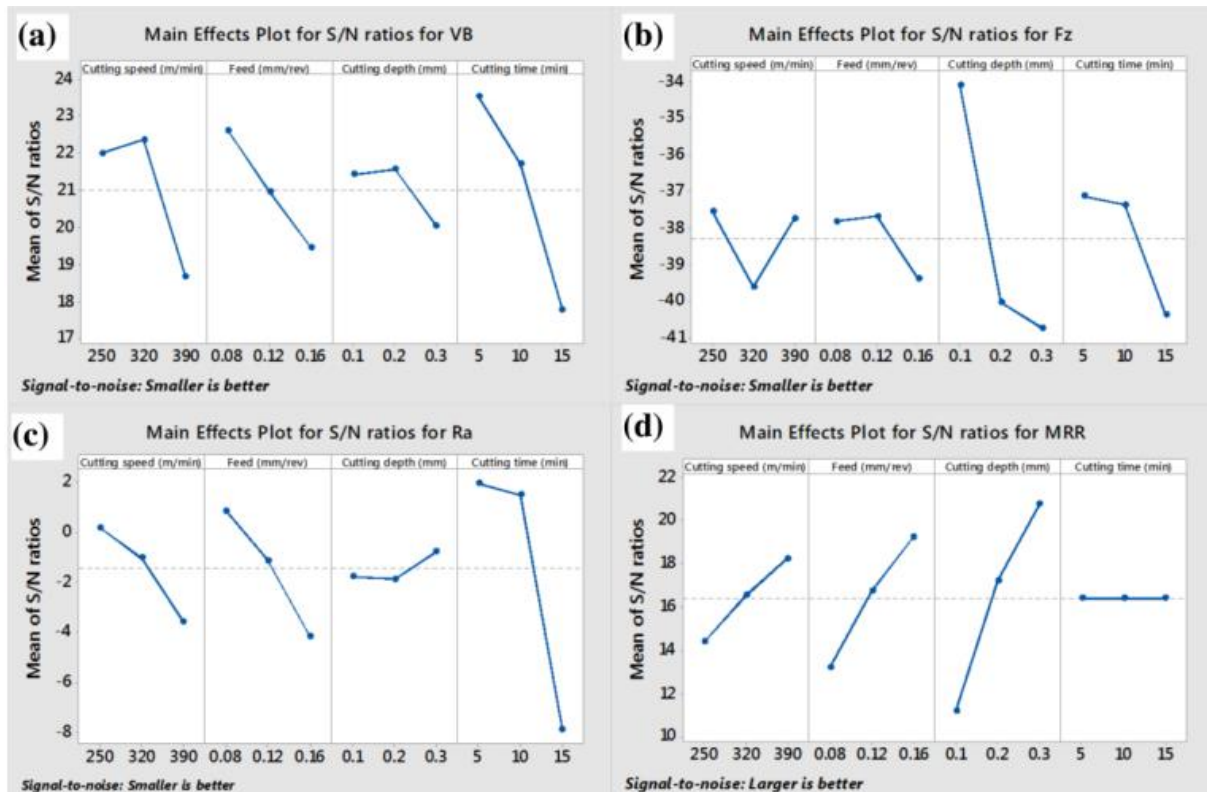 (a)
Main Effects Plot for S/N ratios for VB
Cutting speed (m/min) Feed (mm/rev) Cutting depth (mm) Cutting time (min)
Mean of S/N ratios
24
23
22
21
20
19
18
17
250 320 390 0.08 0.12 0.16 0.1 0.2 0.3 5 10 15
Signal-to-noise: Smaller is better
(b)
Main Effects Plot for S/N ratios for Fz
Cutting speed (m/min) Feed (mm/rev) Cutting depth (mm) Cutting time (min)
Mean of S/N ratios
-34
-35
-36
-37
-38
-39
-40
-41
250 320 390 0.08 0.12 0.16 0.1 0.2 0.3 5 10 15
Signal-to-noise: Smaller is better
(c)
Main Effects Plot for S/N ratios for Ra
Cutting speed (m/min) Feed (mm/rev) Cutting depth (mm) Cutting time (min)
Mean of S/N ratios
2
0
-2
-4
-6
-8
250 320 390 0.08 0.12 0.16 0.1 0.2 0.3 5 10 15
Signal-to-noise: Smaller is better
(d)
Main Effects Plot for S/N ratios for MRR
Cutting speed (m/min) Feed (mm/rev) Cutting depth (mm) Cutting time (min)
Mean of S/N ratios
22
20
18
16
14
12
10
250 320 390 0.08 0.12 0.16 0.1 0.2 0.3 5 10 15
Signal-to-noise: Larger is better